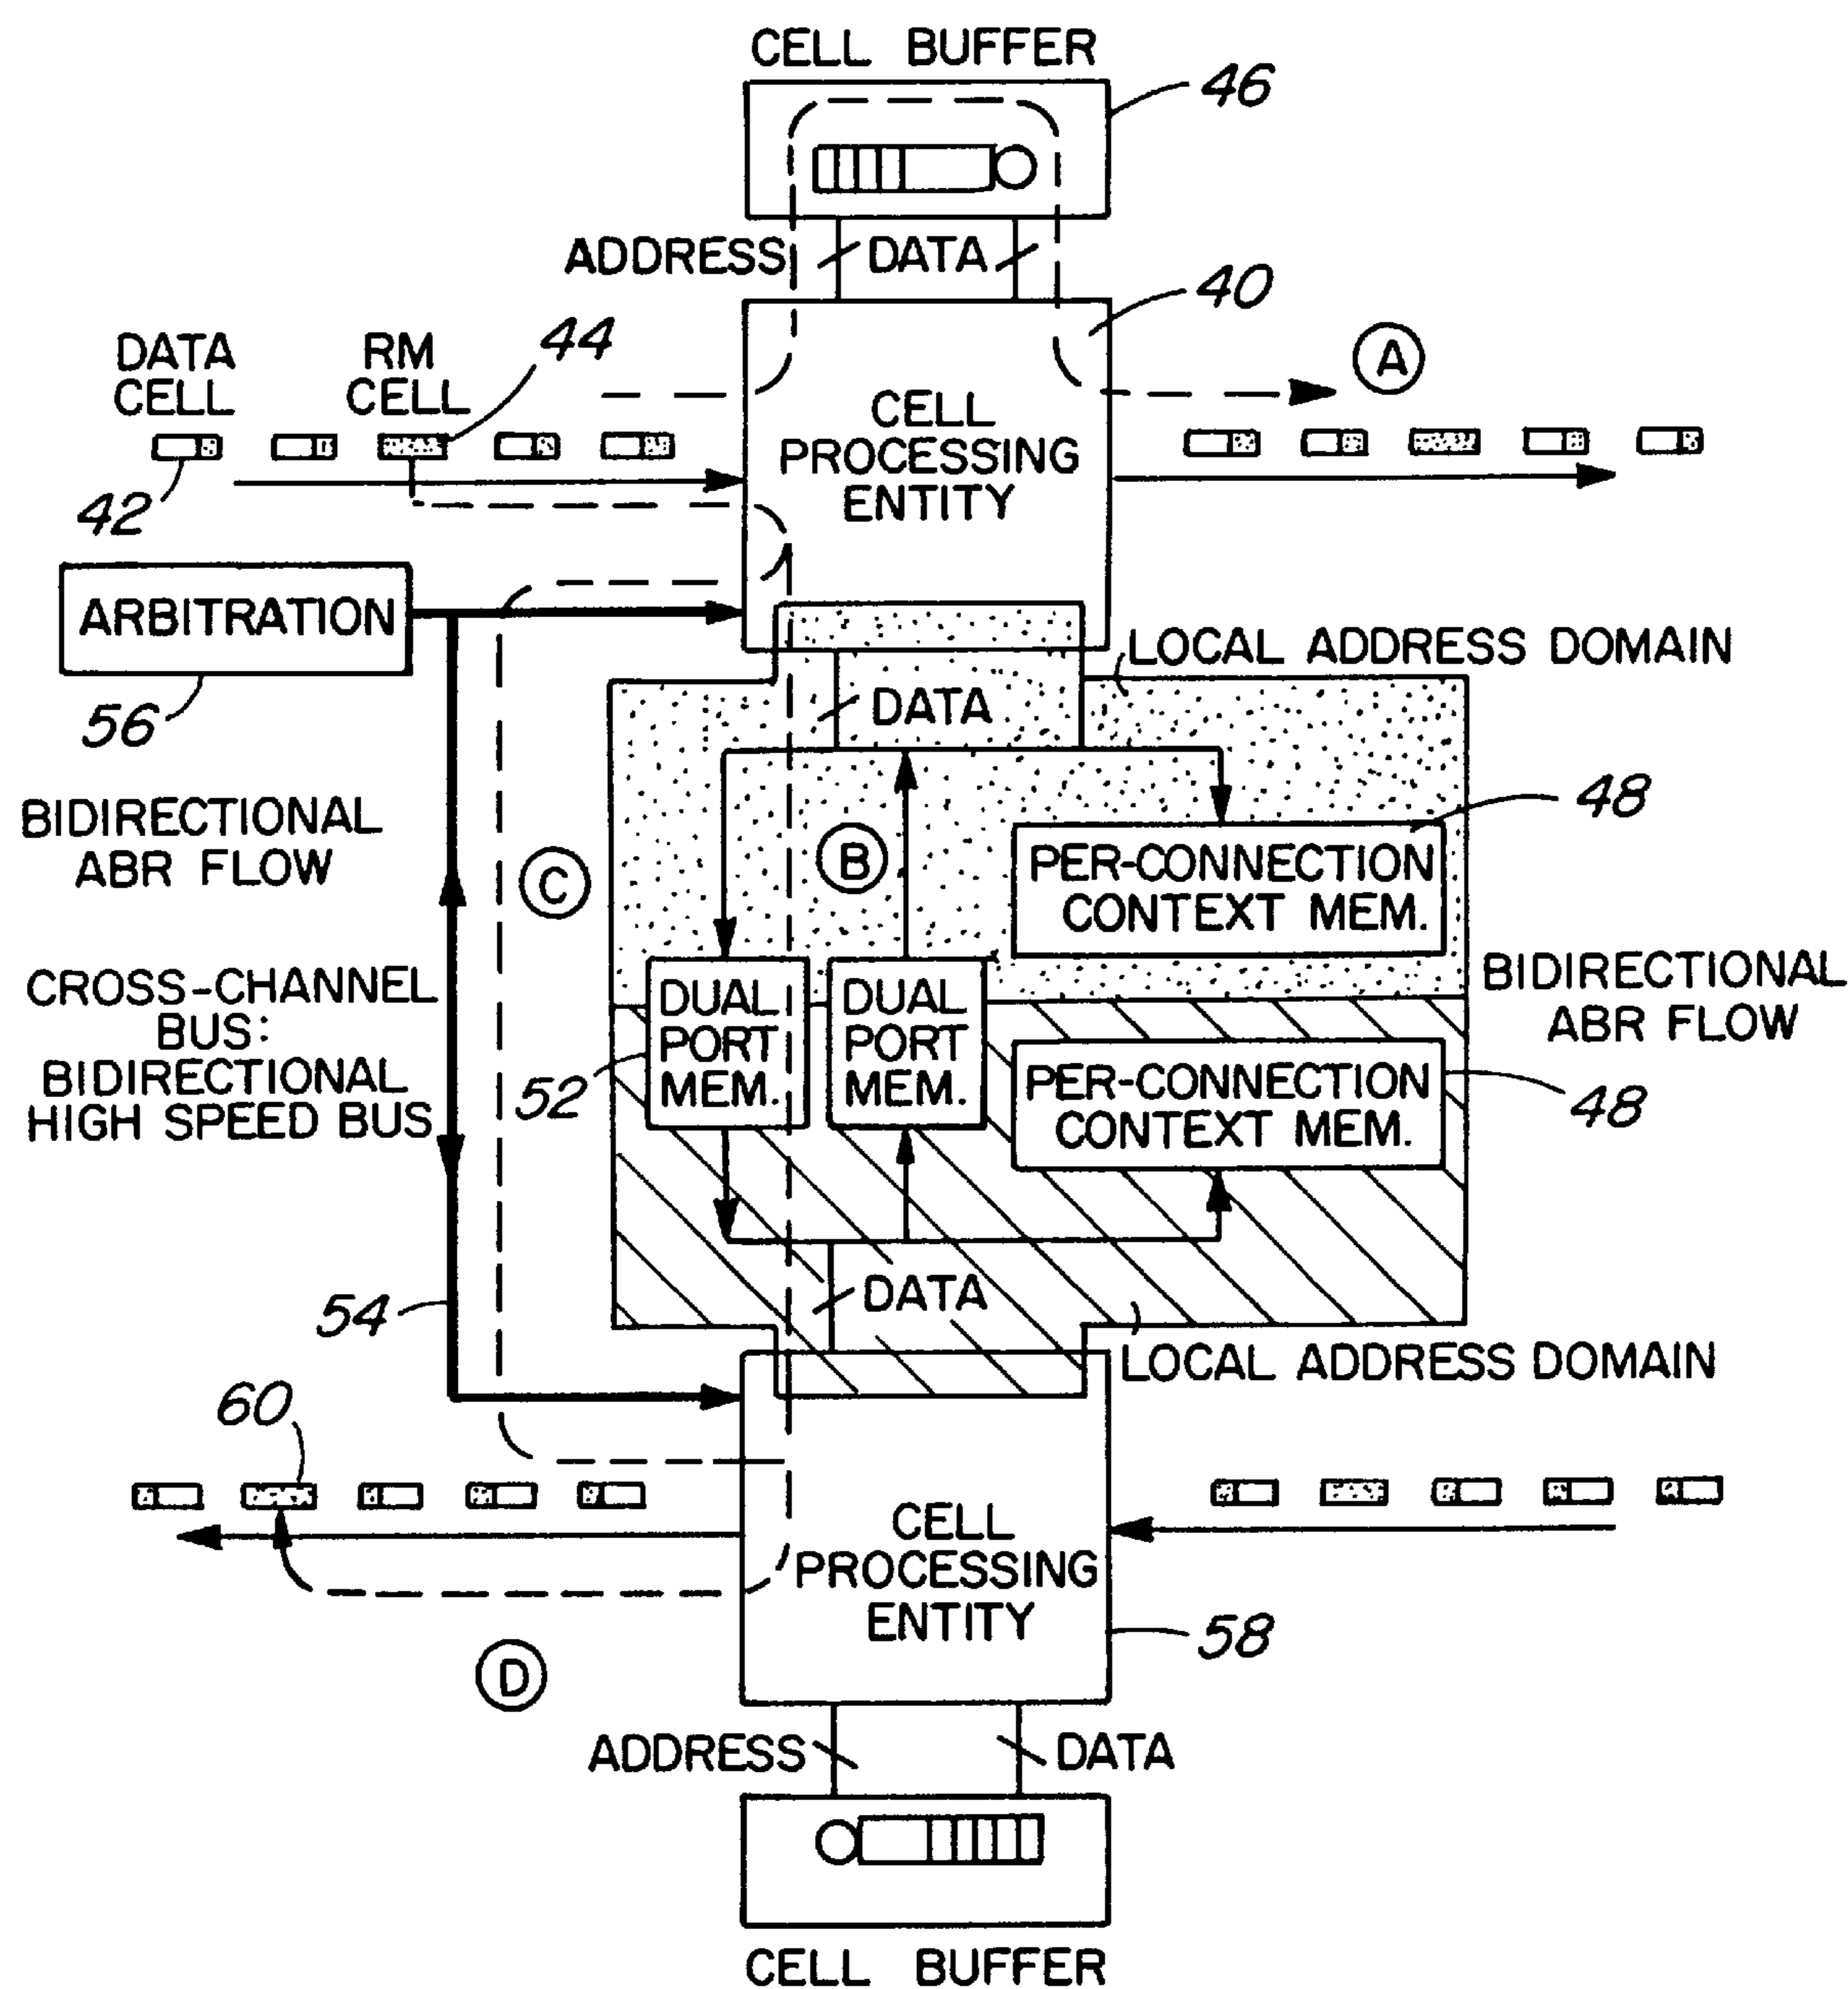 CELL BUFFER
46
ADDRESS
DATA
40
DATA
CELL
RM
CELL
44
A
CELL
PROCESSING
ENTITY
42
ARBITRATION
56
LOCAL ADDRESS DOMAIN
DATA
BIDIRECTIONAL
ABR FLOW
C
B
48
PER-CONNECTION
CONTEXT MEM.
CROSS-CHANNEL
BUS:
BIDIRECTIONAL
HIGH SPEED BUS
DUAL
PORT
MEM.
DUAL
PORT
MEM.
BIDIRECTIONAL
ABR FLOW
52
PER-CONNECTION
CONTEXT MEM.
48
54
DATA
LOCAL ADDRESS DOMAIN
60
CELL
PROCESSING
ENTITY
58
D
ADDRESS
DATA
CELL BUFFER